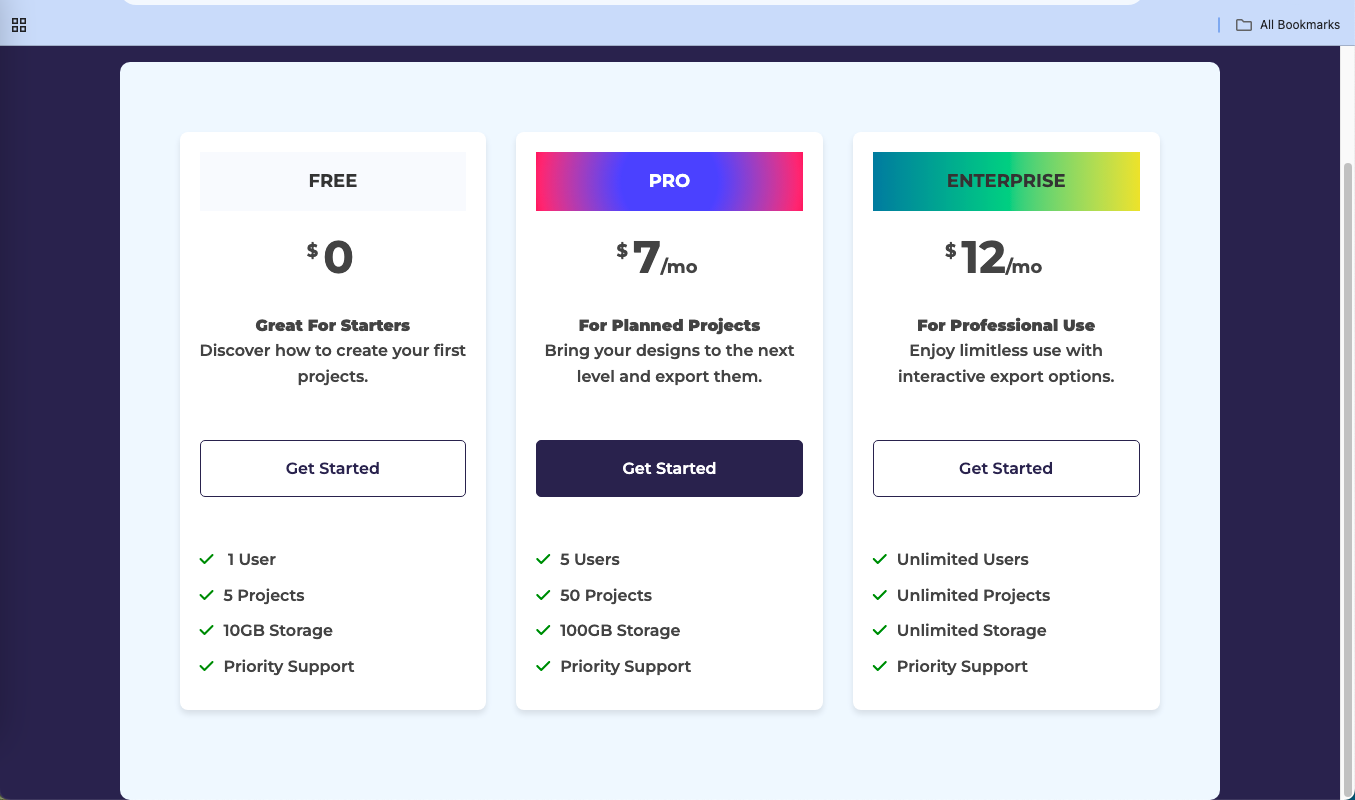 All Bookmarks
FREE
$0
Great For Starters
Discover how to create your first
projects.
Get Started
1 User
5 Projects
10GB Storage
Priority Support
PRO
$7/mo
For Planned Projects
Bring your designs to the next
level and export them.
Get Started
5 Users
50 Projects
100GB Storage
Priority Support
ENTERPRISE
$12/mo
For Professional Use
Enjoy limitless use with
interactive export options.
Get Started
Unlimited Users
Unlimited Projects
Unlimited Storage
Priority Support